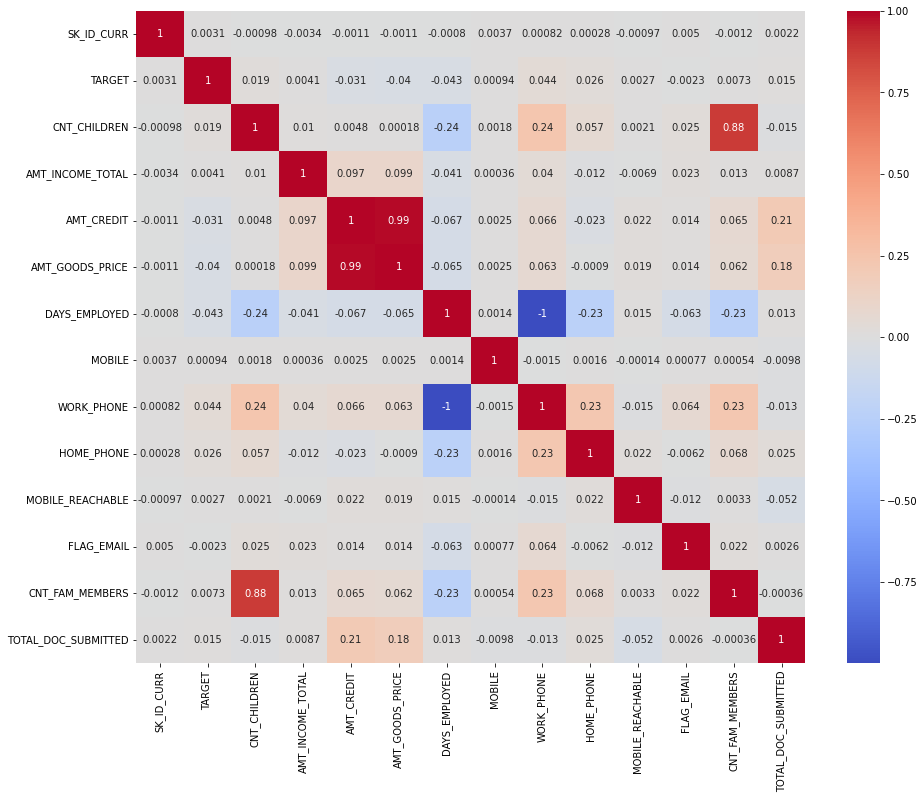 SK_ID_CURR 1 0.0031 -0.00098 -0.0034 -0.0011 -0.0011 -0.0008 0.0037 0.00082 0.00028 -0.00097 0.005 -0.0012 0.0022
TARGET 0.0031 1 0.019 0.0041 -0.031 -0.04 -0.043 0.00094 0.044 0.026 0.0027 -0.0023 0.0073 0.015
CNT_CHILDREN -0.00098 0.019 1 0.01 0.0048 0.00018 -0.24 0.0018 0.24 0.057 0.0021 0.025 0.88 -0.015
AMT_INCOME_TOTAL -0.0034 0.0041 0.01 1 0.097 0.099 -0.041 0.00036 0.04 -0.012 -0.0069 0.023 0.013 0.0087
AMT_CREDIT -0.0011 -0.031 0.0048 0.097 1 0.99 -0.067 0.0025 0.066 -0.023 0.022 0.014 0.065 0.21
AMT_GOODS_PRICE -0.0011 -0.04 0.00018 0.099 0.99 1 -0.065 0.0025 0.063 -0.0009 0.019 0.014 0.062 0.18
DAYS_EMPLOYED -0.0008 -0.043 -0.24 -0.041 -0.067 -0.065 1 0.0014 -1 -0.23 0.015 -0.063 -0.23 0.013
MOBILE 0.0037 0.00094 0.0018 0.00036 0.0025 0.0025 0.0014 1 -0.0015 0.0016 -0.00014 0.00077 0.00054 -0.0098
WORK_PHONE 0.00082 0.044 0.24 0.04 0.066 0.063 -1 -0.0015 1 0.23 -0.015 0.064 0.23 -0.013
HOME_PHONE 0.00028 0.026 0.057 -0.012 -0.023 -0.0009 -0.23 0.0016 0.23 1 0.022 -0.0062 0.068 0.025
MOBILE_REACHABLE -0.00097 0.0027 0.0021 -0.0069 0.022 0.019 0.015 -0.00014 -0.015 0.022 1 -0.012 0.0033 -0.052
FLAG_EMAIL 0.005 -0.0023 0.025 0.023 0.014 0.014 -0.063 0.00077 0.064 -0.0062 -0.012 1 0.022 0.0026
CNT_FAM_MEMBERS -0.0012 0.0073 0.88 0.013 0.065 0.062 -0.23 0.00054 0.23 0.068 0.0033 0.022 1 -0.00036
TOTAL_DOC_SUBMITTED 0.0022 0.015 -0.015 0.0087 0.21 0.18 0.013 -0.0098 -0.013 0.025 -0.052 0.0026 -0.00036 1
SK_ID_CURR
TARGET
CNT_CHILDREN
AMT_INCOME_TOTAL
AMT_CREDIT
AMT_GOODS_PRICE
DAYS_EMPLOYED
MOBILE
WORK_PHONE
HOME_PHONE
MOBILE_REACHABLE
FLAG_EMAIL
CNT_FAM_MEMBERS
TOTAL_DOC_SUBMITTED
1.00
0.75
0.50
0.25
0.00
−0.25
−0.50
−0.75